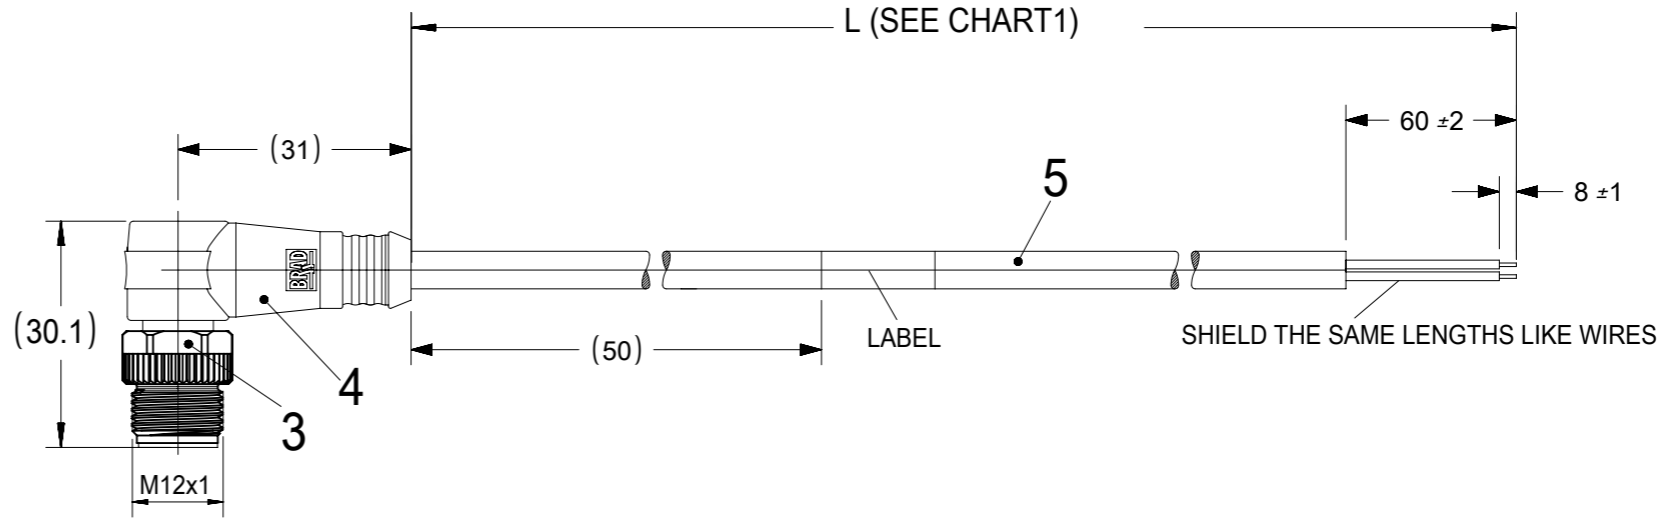 L (SEE CHART1)
60 ±2
(31)
5
8 ±1
BRAD
(30.1)
LABEL
SHIELD THE SAME LENGTHS LIKE WIRES
(50)
4
3
M12x1